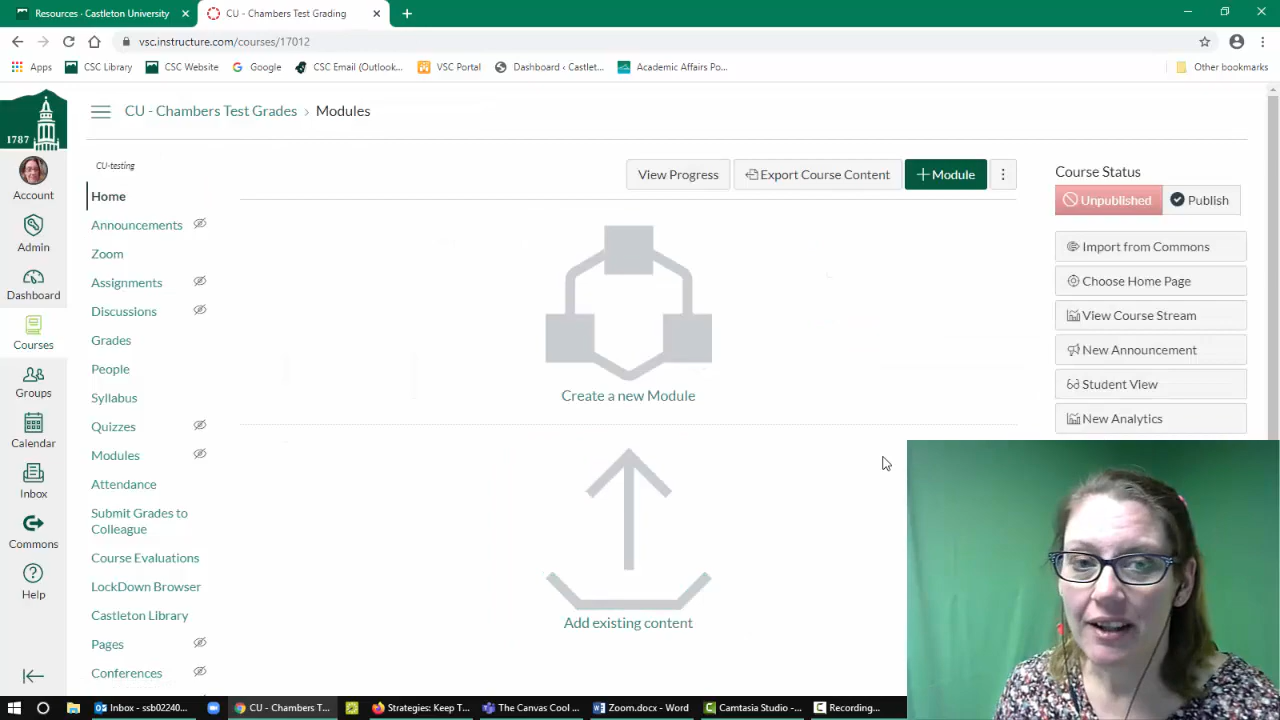 Resources - Castleton University
CU - Chambers Test Grading
vsc.instructure.com/courses/17012
Apps
CSC Library
CSC Website
Google
CSC Email (Outlook...
VSC Portal
Dashboard ‹ Castlet...
Academic Affairs Po...
Other bookmarks
1787
Account
Admin
Dashboard
Courses
Groups
Calendar
Inbox
Commons
Help
CU - Chambers Test Grades › Modules
CU-testing
Home
Announcements
Zoom
Assignments
Discussions
Grades
People
Syllabus
Quizzes
Modules
Attendance
Submit Grades to
Colleague
Course Evaluations
LockDown Browser
Castleton Library
Pages
Conferences
View Progress
Export Course Content
+ Module
Create a new Module
Add existing content
Course Status
Unpublished
Publish
Import from Commons
Choose Home Page
View Course Stream
New Announcement
Student View
New Analytics
Inbox - ssb02240...
CU - Chambers T...
Strategies: Keep T...
The Canvas Cool ...
Zoom.docx - Word
Camtasia Studio - ...
Recording...